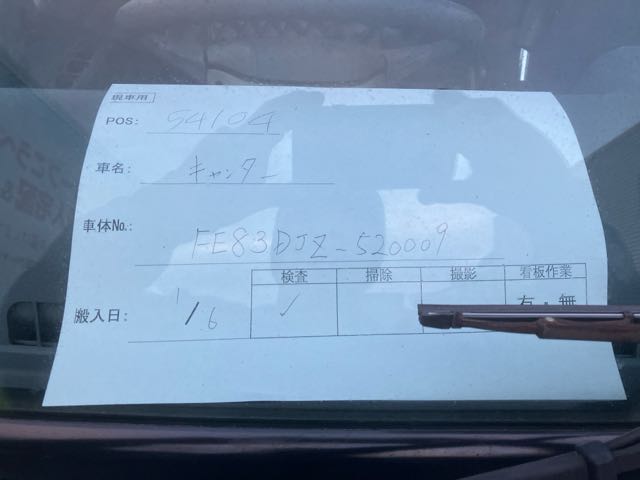 現車用
POS: 54104
車名: キャンター
車体No.: FE83DJZ-520009
検査 掃除 撮影 看板作業
搬入日: 1/6 ✓ 有・無